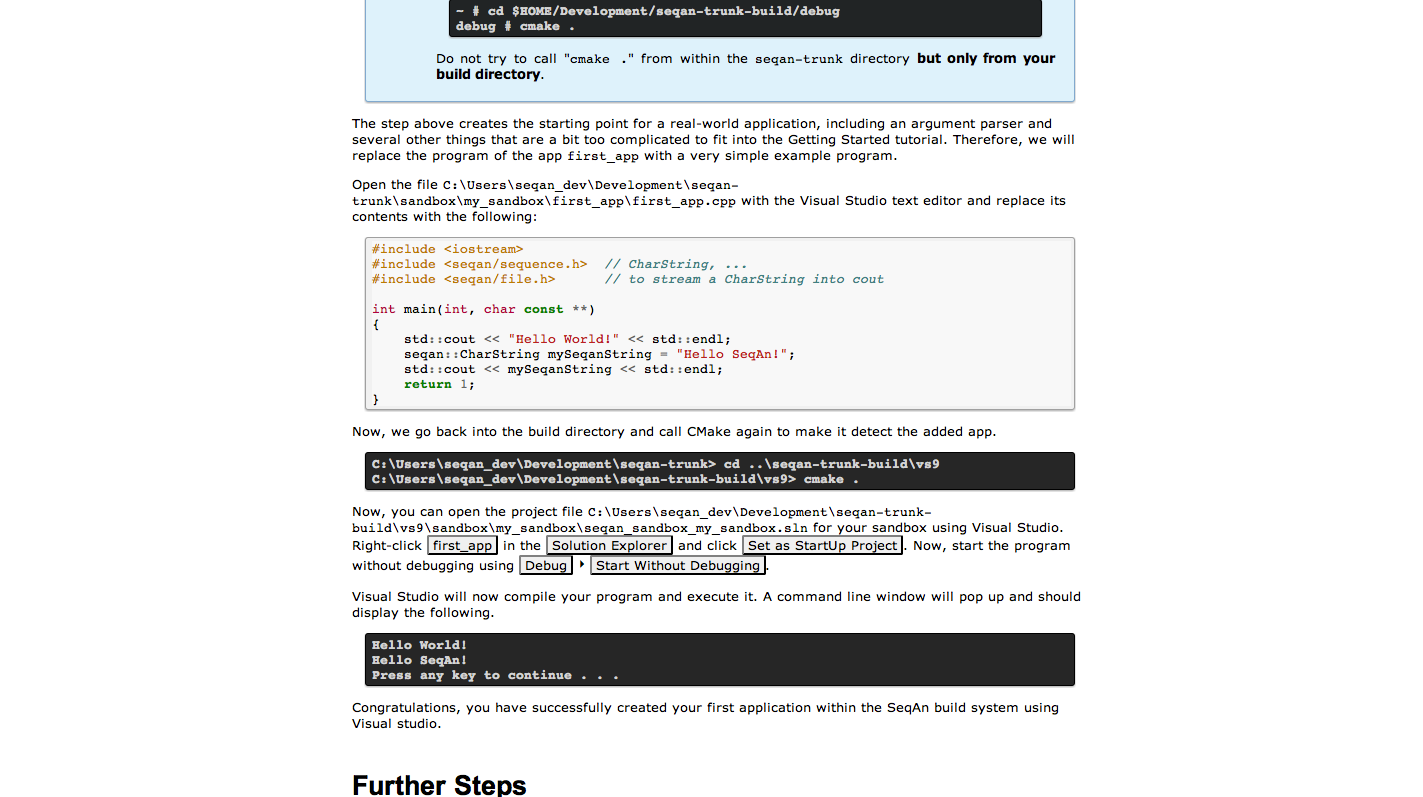 ~ # cd $HOME/Development/seqan-trunk-build/debug
debug # cmake .
Do not try to call "cmake ." from within the seqan-trunk directory but only from your
build directory.
The step above creates the starting point for a real-world application, including an argument parser and
several other things that are a bit too complicated to fit into the Getting Started tutorial. Therefore, we will
replace the program of the app first_app with a very simple example program.
Open the file C:\Users\seqan_dev\Development\seqan-
trunk\sandbox\my_sandbox\first_app\first_app.cpp with the Visual Studio text editor and replace its
contents with the following:
#include <iostream>
#include <seqan/sequence.h>  // CharString, ...
#include <seqan/file.h>      // to stream a CharString into cout
int main(int, char const **)
{
    std::cout << "Hello World!" << std::endl;
    seqan::CharString mySeqanString = "Hello SeqAn!";
    std::cout << mySeqanString << std::endl;
    return 1;
}
Now, we go back into the build directory and call CMake again to make it detect the added app.
C:\Users\seqan_dev\Development\seqan-trunk> cd ..\seqan-trunk-build\vs9
C:\Users\seqan_dev\Development\seqan-trunk-build\vs9> cmake .
Now, you can open the project file C:\Users\seqan_dev\Development\seqan-trunk-
build\vs9\sandbox\my_sandbox\seqan_sandbox_my_sandbox.sln for your sandbox using Visual Studio.
Right-click first_app in the Solution Explorer and click Set as StartUp Project. Now, start the program
without debugging using Debug ‣ Start Without Debugging.
Visual Studio will now compile your program and execute it. A command line window will pop up and should
display the following.
Hello World!
Hello SeqAn!
Press any key to continue . . .
Congratulations, you have successfully created your first application within the SeqAn build system using
Visual studio.
Further Steps